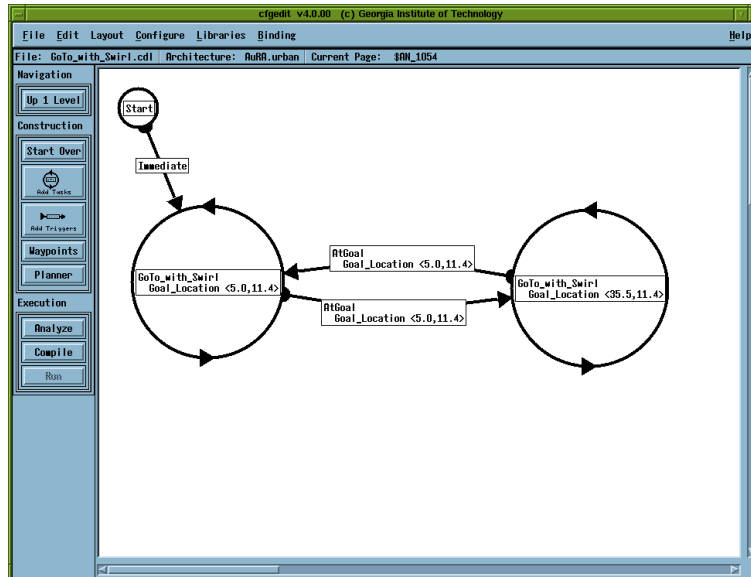 cfgedit v4.0.00 (c) Georgia Institute of Technology
File Edit Layout Configure Libraries Binding Help
File: GoTo_with_Swirl.cdl Architecture: AuRA.urban Current Page: $AN_1054
Navigation
Up 1 Level
Construction
Start Over
Add Tasks
Add Triggers
Waypoints
Planner
Execution
Analyze
Compile
Run
Start
Immediate
GoTo_with_Swirl
Goal_Location <5.0,11.4>
AtGoal
Goal_Location <5.0,11.4>
AtGoal
Goal_Location <5.0,11.4>
GoTo_with_Swirl
Goal_Location <35.5,11.4>